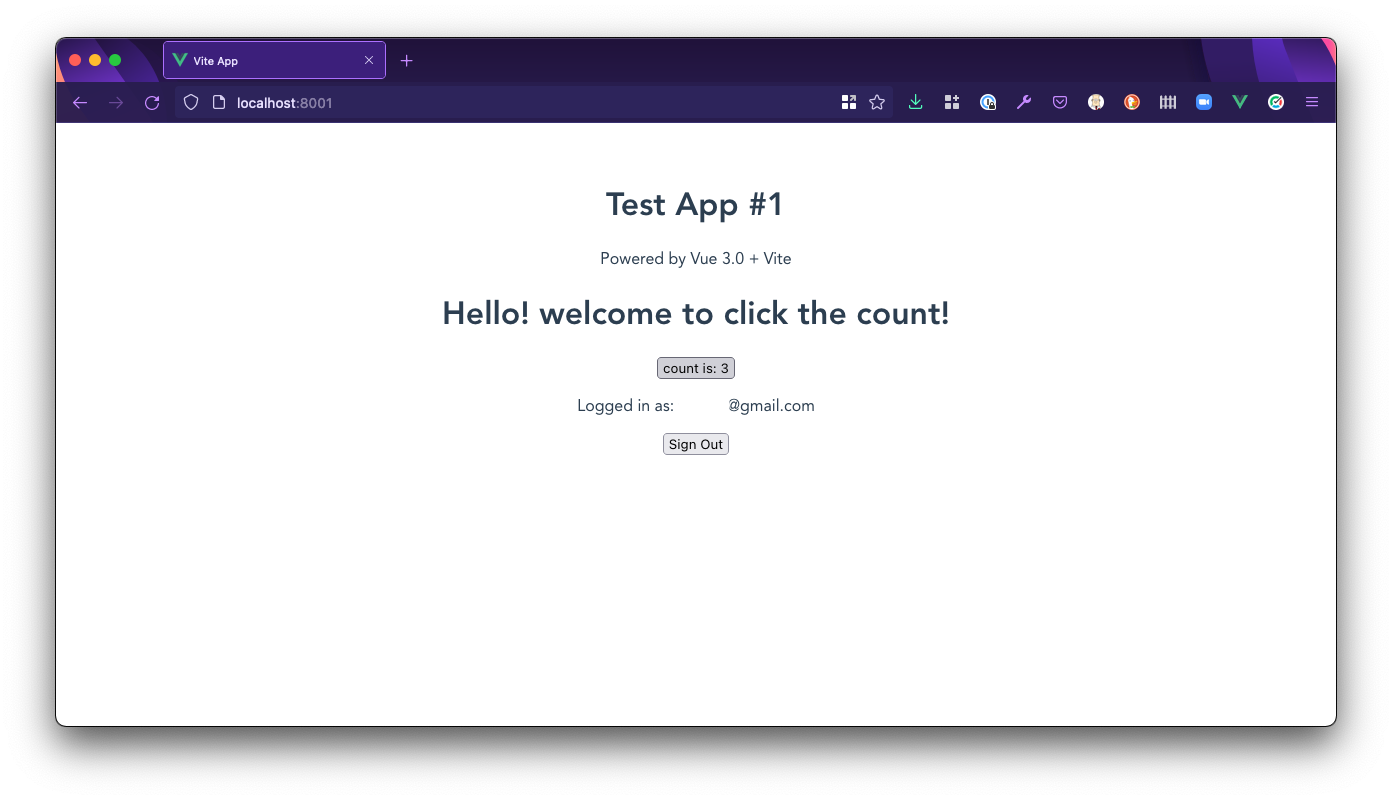 Vite App
localhost:8001
Test App #1
Powered by Vue 3.0 + Vite
Hello! welcome to click the count!
count is: 3
Logged in as: @gmail.com
Sign Out